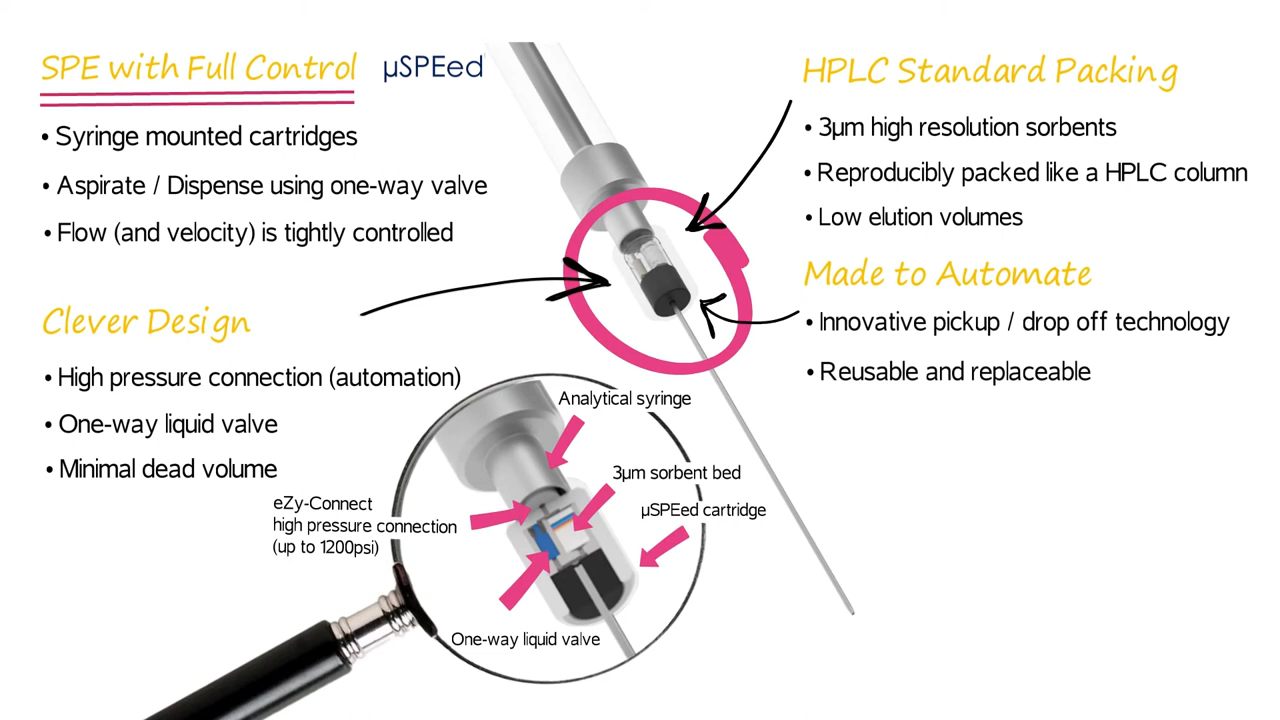 SPE with Full Control
µSPEed
• Syringe mounted cartridges
• Aspirate / Dispense using one-way valve
• Flow (and velocity) is tightly controlled
Clever Design
• High pressure connection (automation)
• One-way liquid valve
• Minimal dead volume
HPLC Standard Packing
• 3µm high resolution sorbents
• Reproducibly packed like a HPLC column
• Low elution volumes
Made to Automate
• Innovative pickup / drop off technology
• Reusable and replaceable
Analytical syringe
3µm sorbent bed
µSPEed cartridge
eZy-Connect
high pressure connection
(up to 1200psi)
One-way liquid valve